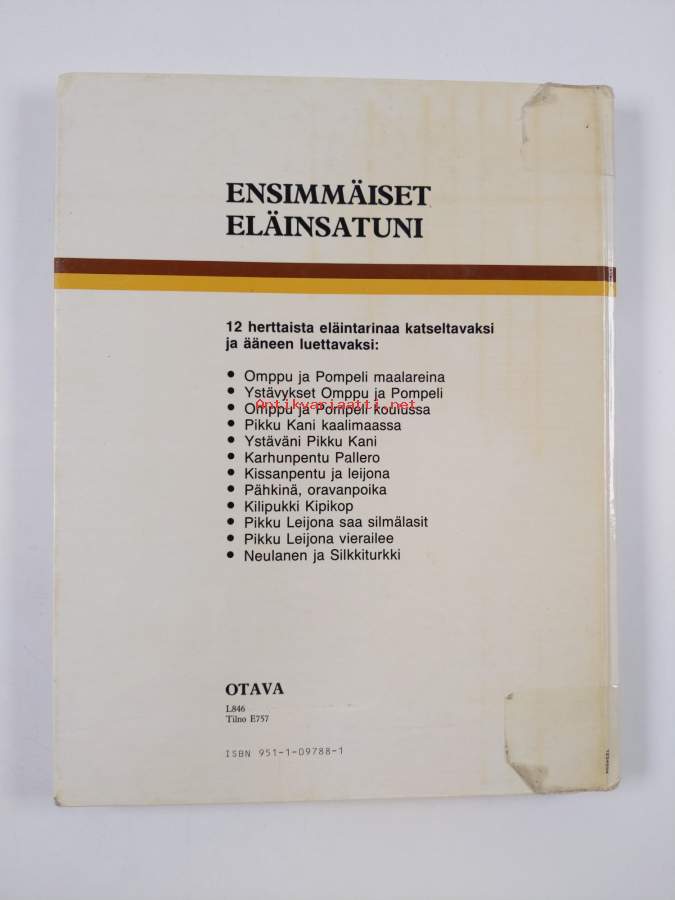 ENSIMMÄISET
ELÄINSATUNI
12 herttaista eläintarinaa katseltavaksi
ja ääneen luettavaksi:
• Omppu ja Pompeli maalareina
• Ystävykset Omppu ja Pompeli
Antikvariaatti.net
• Omppu ja Pompeli koulussa
• Pikku Kani kaalimaassa
• Ystäväni Pikku Kani
• Karhunpentu Pallero
• Kissanpentu ja leijona
• Pähkinä, oravanpoika
• Kilipukki Kipikop
• Pikku Leijona saa silmälasit
• Pikku Leijona vierailee
• Neulanen ja Silkkiturkki
OTAVA
L846
Tilno E757
ISBN 951-1-09788-1